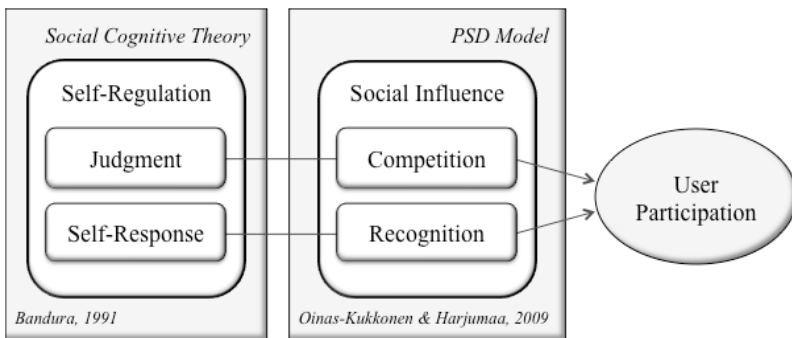 Social Cognitive Theory
Self-Regulation
Judgment
Self-Response
Bandura, 1991
PSD Model
Social Influence
Competition
Recognition
Oinas-Kukkonen & Harjumaa, 2009
User
Participation